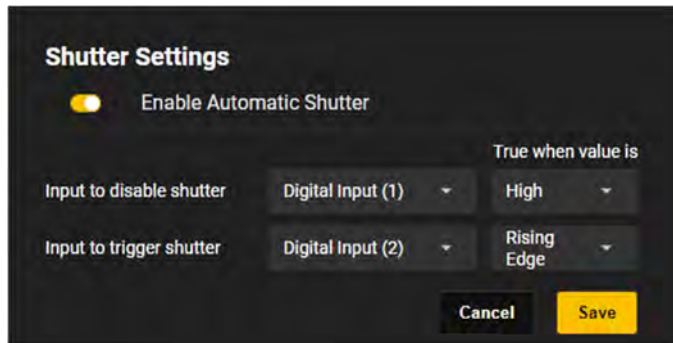 Shutter Settings
Enable Automatic Shutter
True when value is
Input to disable shutter Digital Input (1) High
Input to trigger shutter Digital Input (2) Rising Edge
Cancel Save